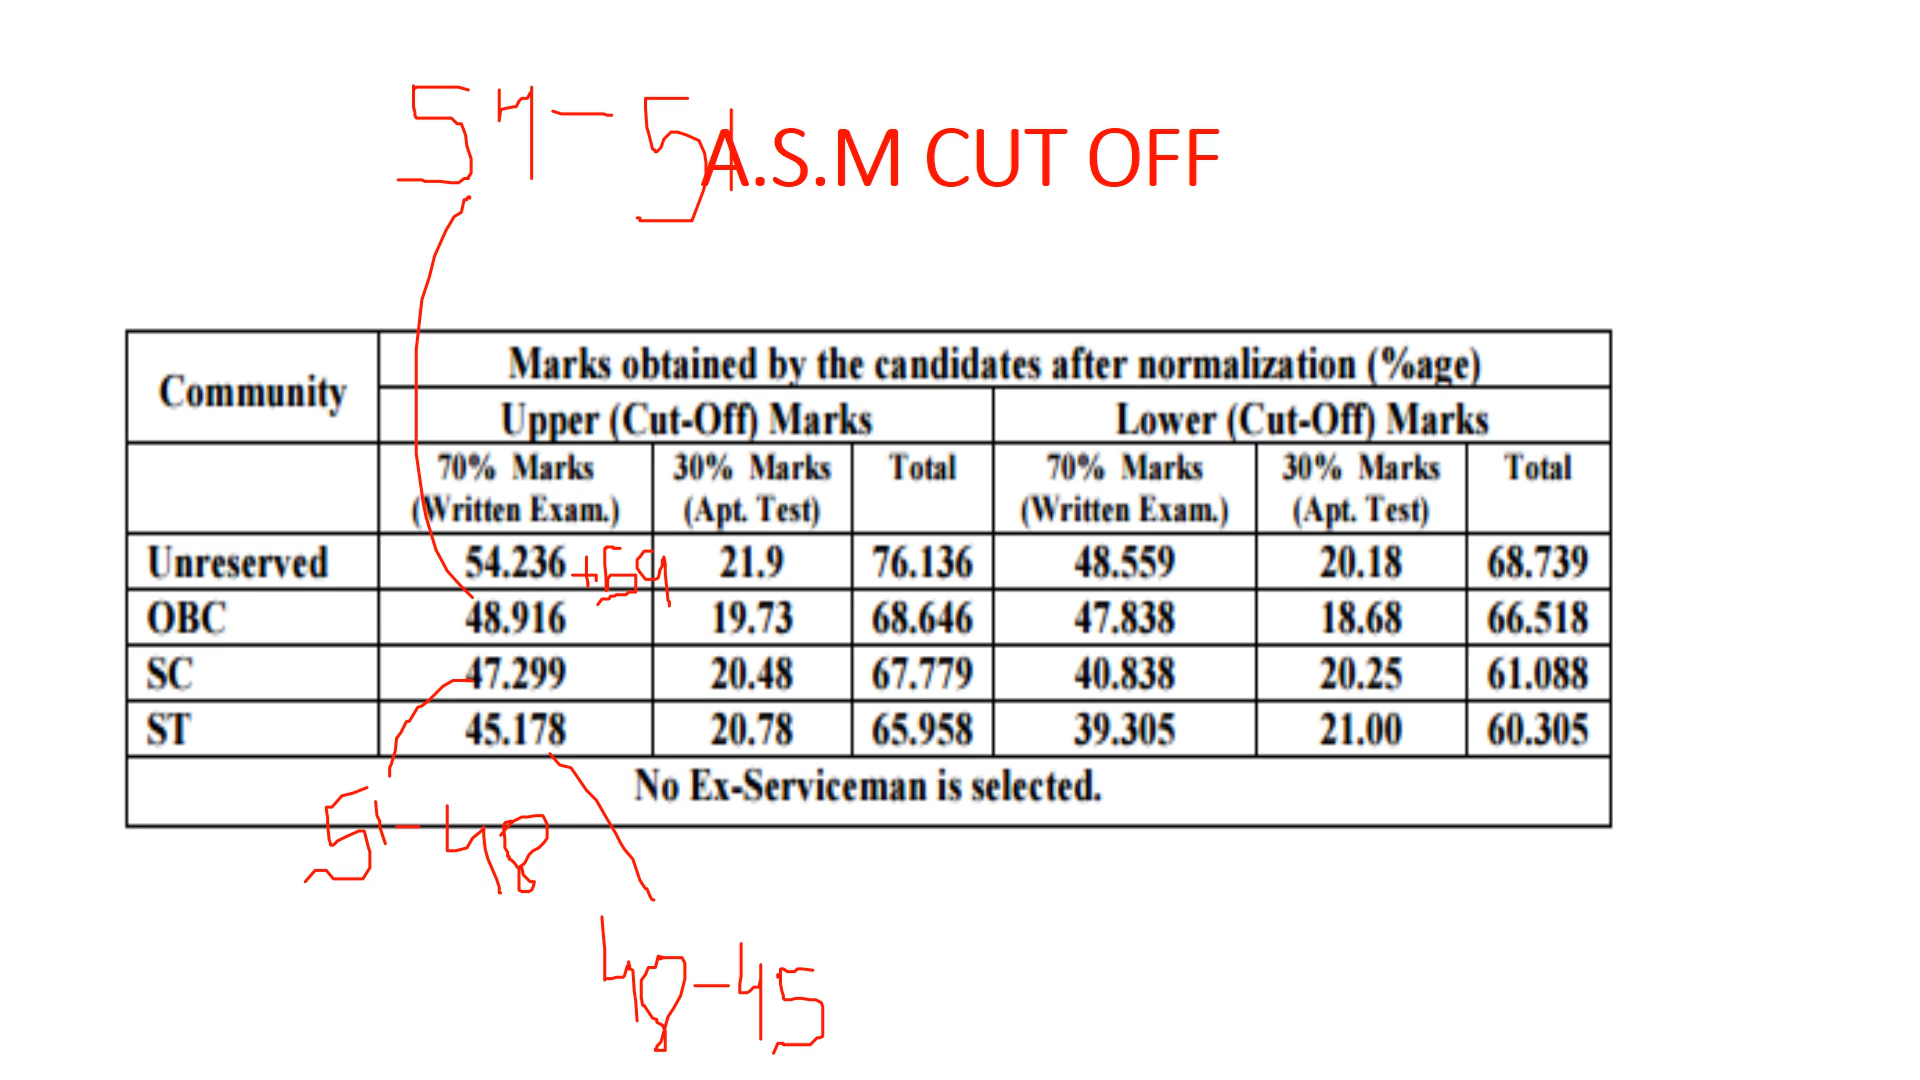 54-51
A.S.M CUT OFF
Community Marks obtained by the candidates after normalization (%age)
Upper (Cut-Off) Marks Lower (Cut-Off) Marks
70% Marks (Written Exam.) 30% Marks (Apt. Test) Total 70% Marks (Written Exam.) 30% Marks (Apt. Test) Total
Unreserved 54.236 21.9 76.136 48.559 20.18 68.739
OBC 48.916 19.73 68.646 47.838 18.68 66.518
SC 47.299 20.48 67.779 40.838 20.25 61.088
ST 45.178 20.78 65.958 39.305 21.00 60.305
No Ex-Serviceman is selected.
51-48
48-45